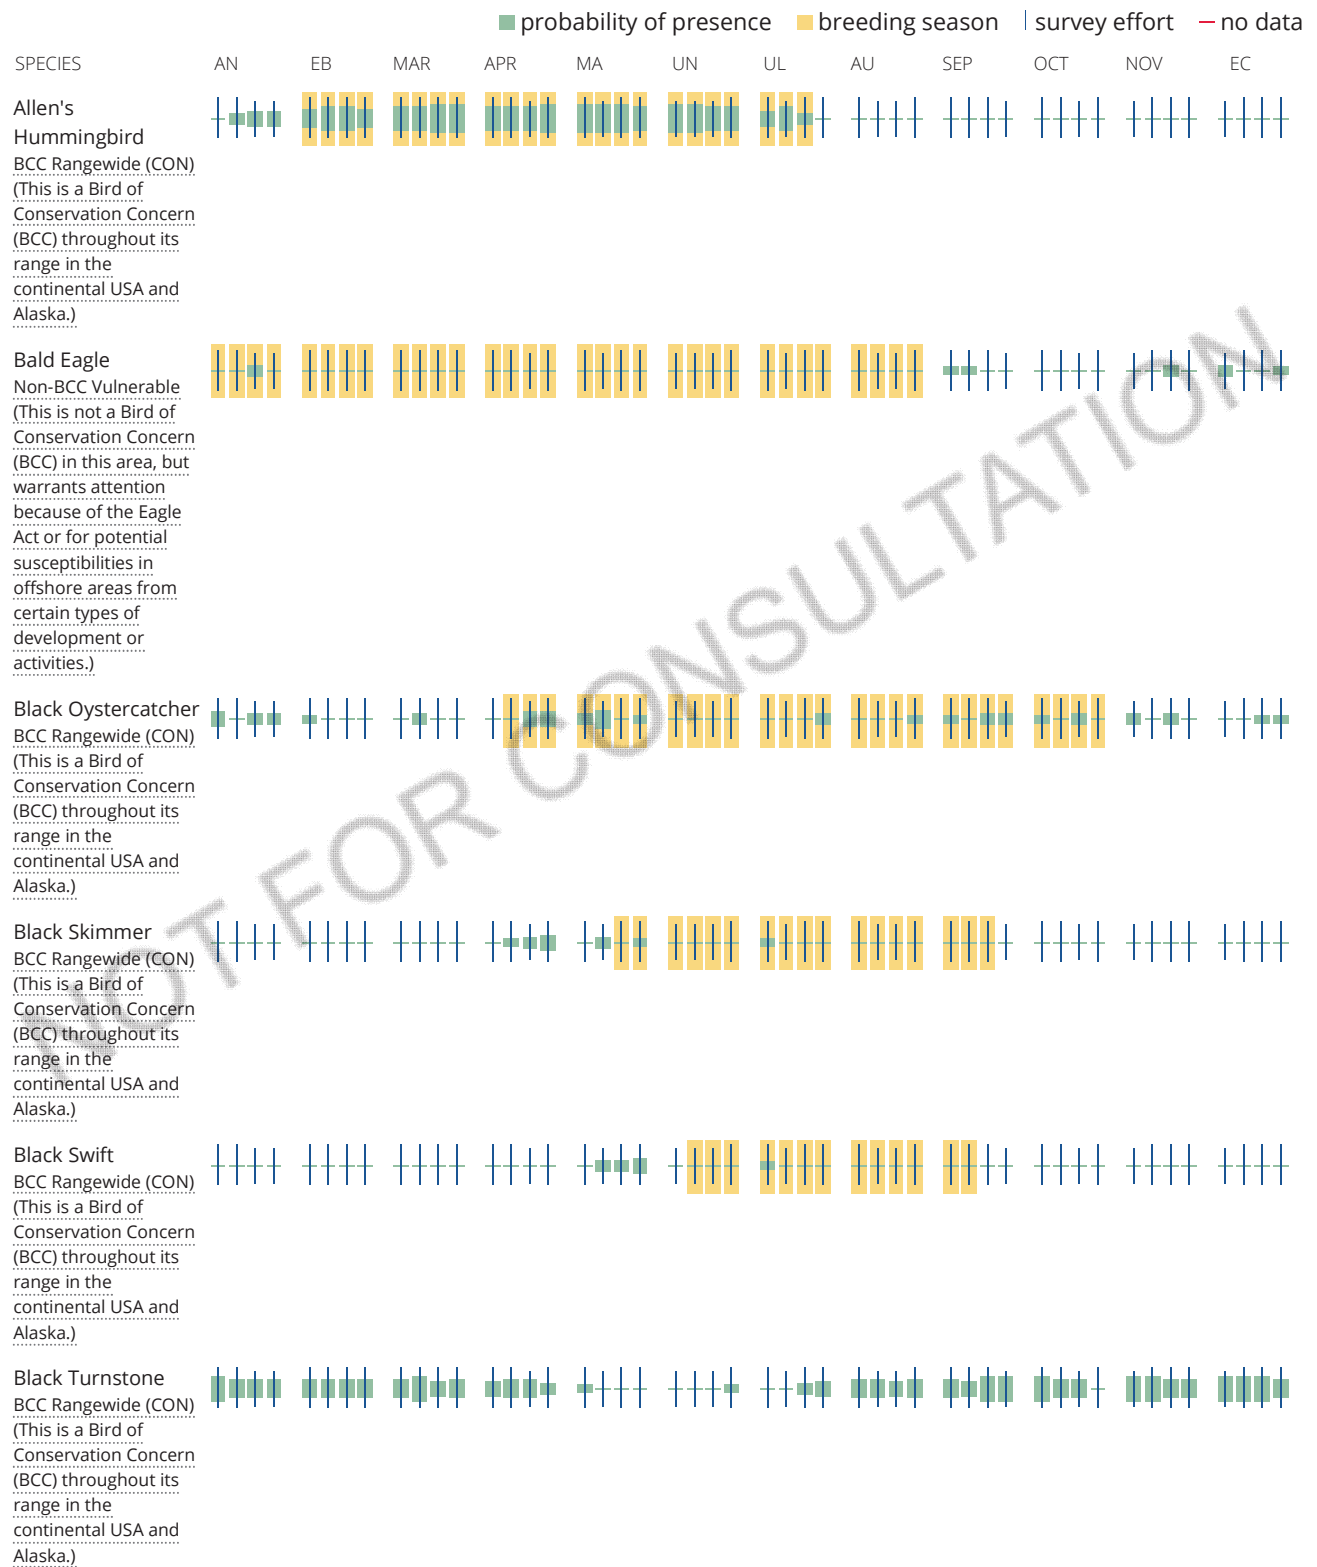 probability of presence breeding season survey effort no data
SPECIES AN EB MAR APR MA UN UL AU SEP OCT NOV EC
Allen's
Hummingbird
BCC Rangewide (CON)
(This is a Bird of
Conservation Concern
(BCC) throughout its
range in the
continental USA and
Alaska.)
Bald Eagle
Non-BCC Vulnerable
(This is not a Bird of
Conservation Concern
(BCC) in this area, but
warrants attention
because of the Eagle
Act or for potential
susceptibilities in
offshore areas from
certain types of
development or
activities.)
Black Oystercatcher
BCC Rangewide (CON)
(This is a Bird of
Conservation Concern
(BCC) throughout its
range in the
continental USA and
Alaska.)
Black Skimmer
BCC Rangewide (CON)
(This is a Bird of
Conservation Concern
(BCC) throughout its
range in the
continental USA and
Alaska.)
Black Swift
BCC Rangewide (CON)
(This is a Bird of
Conservation Concern
(BCC) throughout its
range in the
continental USA and
Alaska.)
Black Turnstone
BCC Rangewide (CON)
(This is a Bird of
Conservation Concern
(BCC) throughout its
range in the
continental USA and
Alaska.)
NOT FOR CONSULTATION